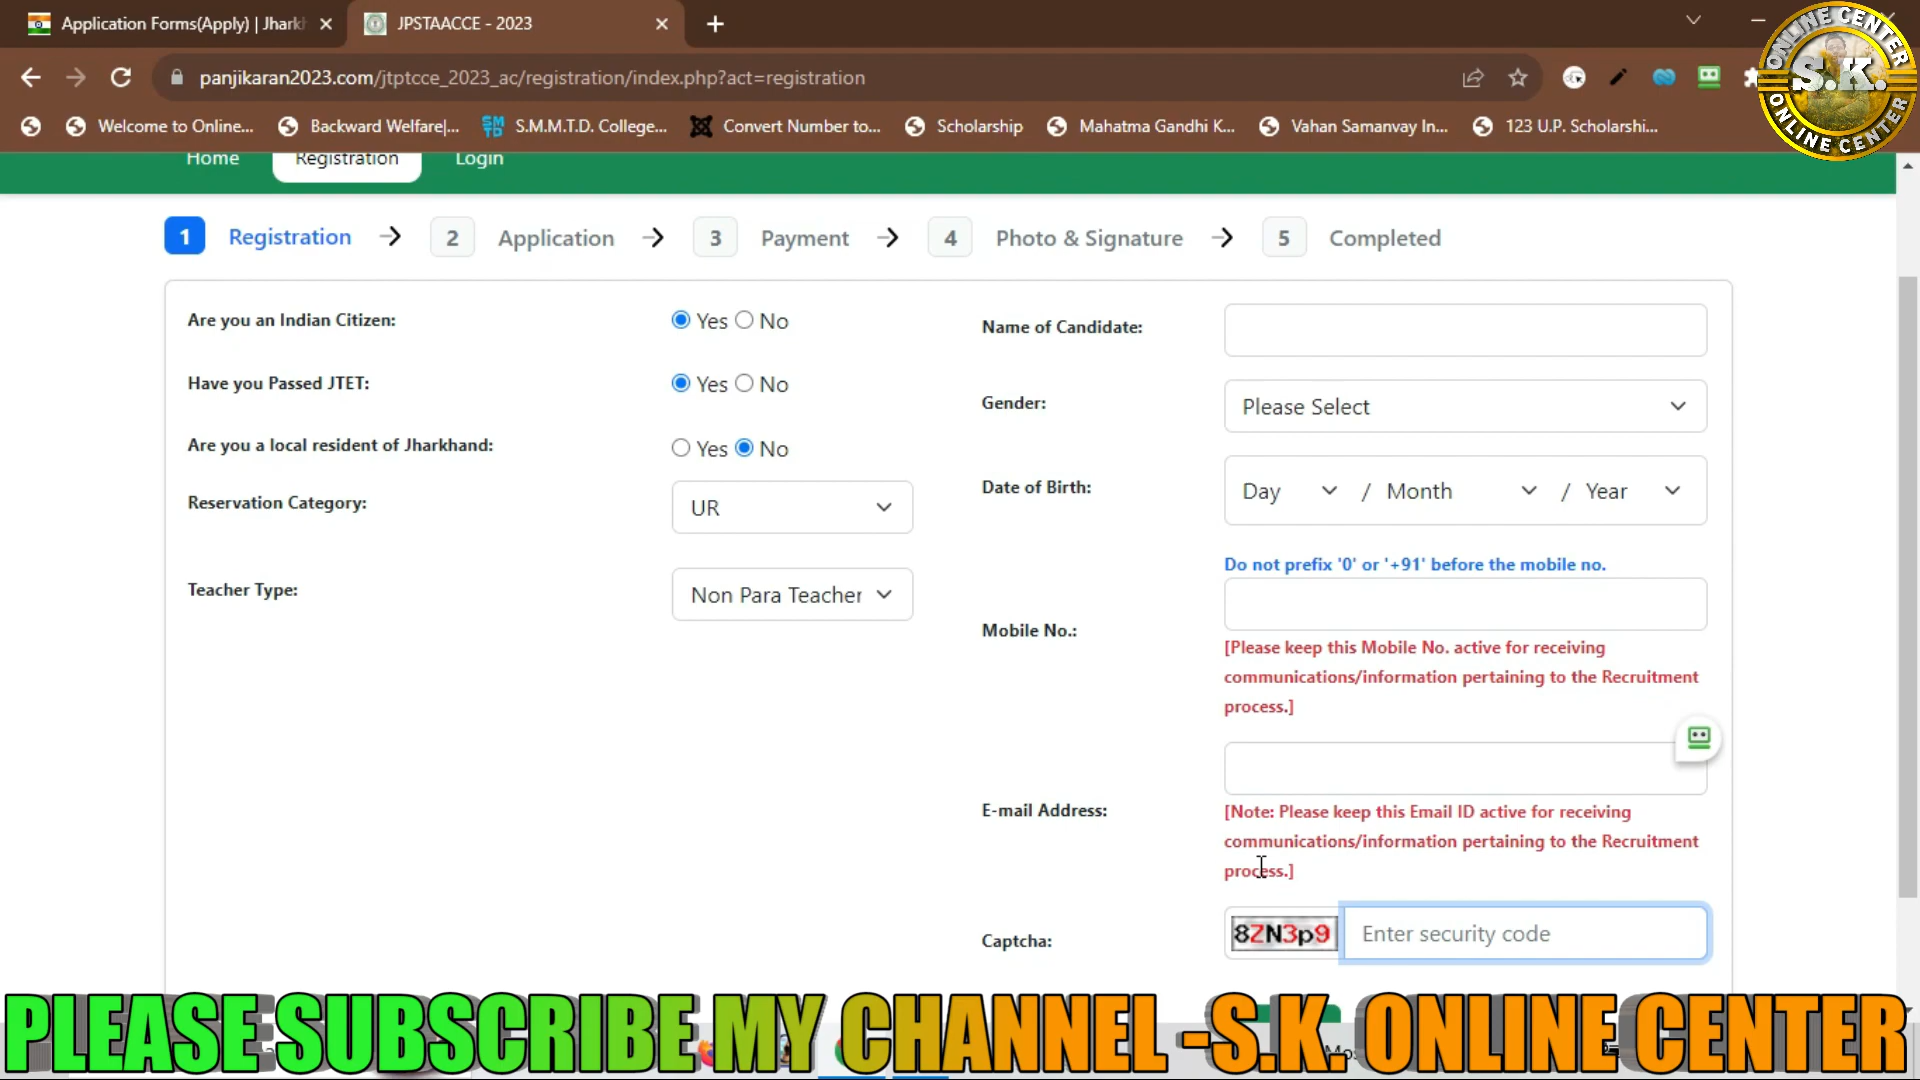 Application Forms(Apply) | Jhark
JPSTAACCE - 2023
panjikaran2023.com/jtptcce_2023_ac/registration/index.php?act=registration
Welcome to Online...
Backward Welfare|...
S.M.M.T.D. College...
Convert Number to...
Scholarship
Mahatma Gandhi K...
Vahan Samanvay In...
123 U.P. Scholarshi...
ONLINE CENTER
S.K.
ONLINE CENTER
Home
Registration
Login
1 Registration → 2 Application → 3 Payment → 4 Photo & Signature → 5 Completed
Are you an Indian Citizen: Yes No
Have you Passed JTET: Yes No
Are you a local resident of Jharkhand: Yes No
Reservation Category: UR
Teacher Type: Non Para Teacher
Name of Candidate:
Gender: Please Select
Date of Birth: Day / Month / Year
Do not prefix '0' or '+91' before the mobile no.
Mobile No.:
[Please keep this Mobile No. active for receiving
communications/information pertaining to the Recruitment
process.]
E-mail Address:
[Note: Please keep this Email ID active for receiving
communications/information pertaining to the Recruitment
process.]
Captcha: 8ZN3p9 Enter security code
PLEASE SUBSCRIBE MY CHANNEL -S.K. ONLINE CENTER